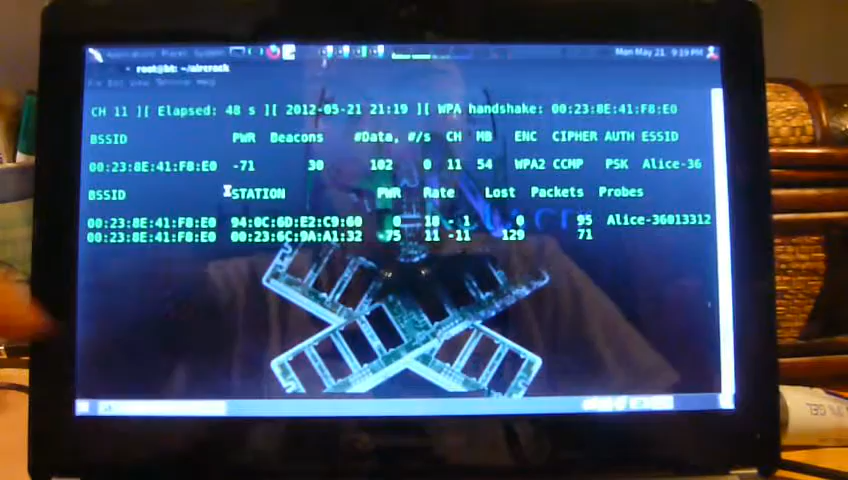 Mon May 21, 9:19 PM
root@bt: ~/aircrack
CH 11 ][ Elapsed: 48 s ][ 2012-05-21 21:19 ][ WPA handshake: 00:23:8E:41:F8:E0
BSSID PWR Beacons #Data, #/s CH MB ENC CIPHER AUTH ESSID
00:23:8E:41:F8:E0 -71 30 102 0 11 54 WPA2 CCMP PSK Alice-36
BSSID STATION PWR Rate Lost Packets Probes
00:23:8E:41:F8:E0 94:0C:6D:E2:C9:60 0 18 - 1 0 95 Alice-36013312
00:23:8E:41:F8:E0 00:23:6C:9A:A1:32 -75 11 -11 129 71
GEL